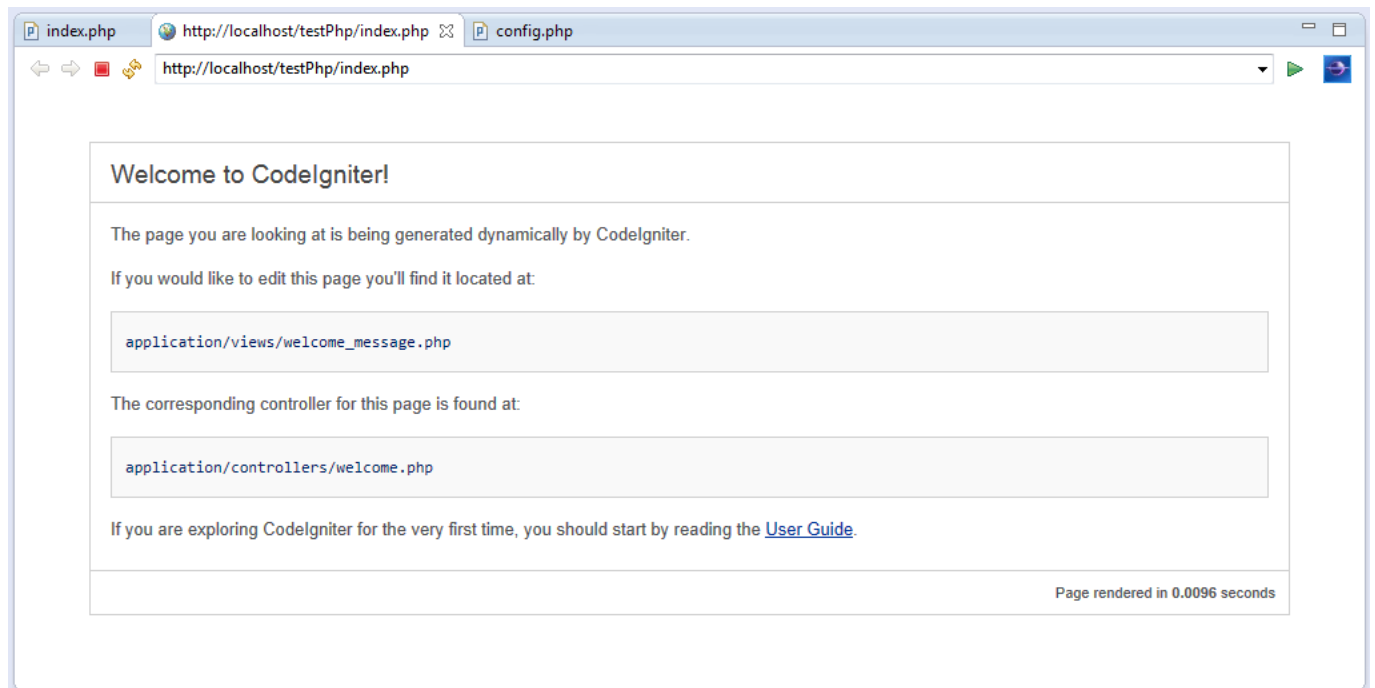 index.php http://localhost/testPhp/index.php config.php
http://localhost/testPhp/index.php
Welcome to CodeIgniter!
The page you are looking at is being generated dynamically by CodeIgniter.
If you would like to edit this page you'll find it located at:
application/views/welcome_message.php
The corresponding controller for this page is found at:
application/controllers/welcome.php
If you are exploring CodeIgniter for the very first time, you should start by reading the User Guide.
Page rendered in 0.0096 seconds